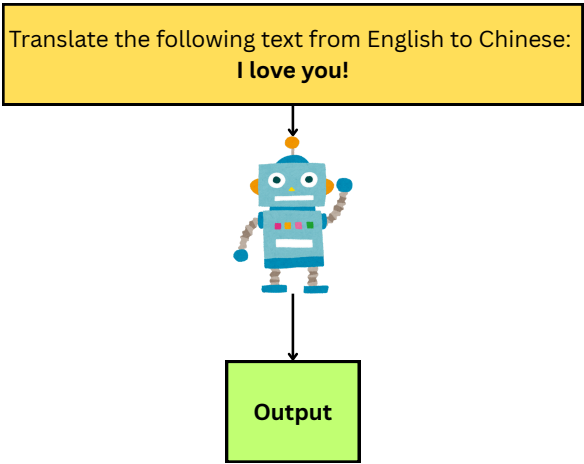 Translate the following text from English to Chinese:
I love you!
Output